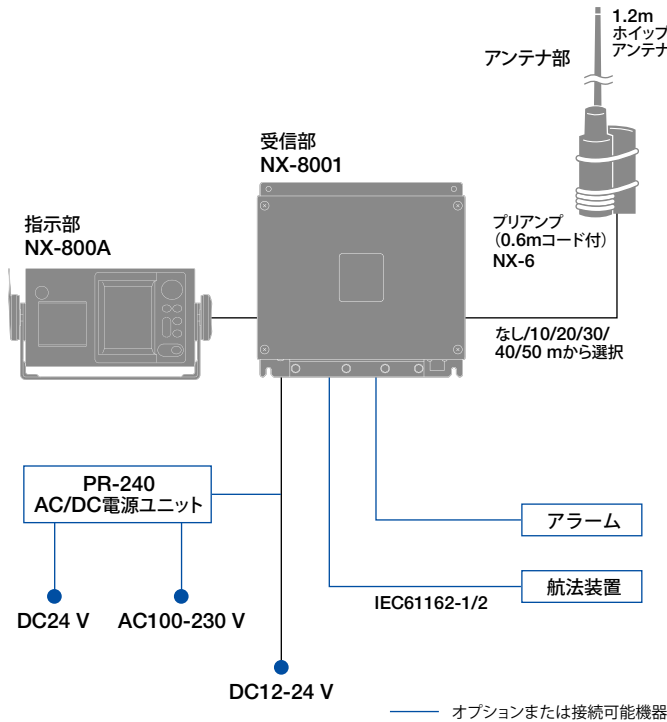 1.2m
ホイップ
アンテナ
アンテナ部
受信部
NX-8001
指示部
NX-800A
プリアンプ
（0.6mコード付）
NX-6
なし/10/20/30/
40/50 mから選択
PR-240
AC/DC電源ユニット
アラーム
航法装置
IEC61162-1/2
DC24 V
AC100-230 V
DC12-24 V
オプションまたは接続可能機器